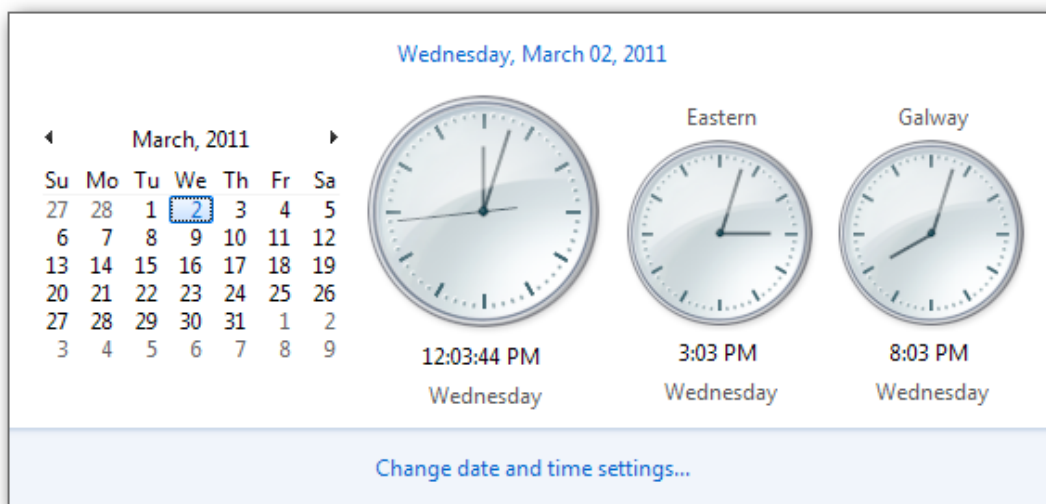 Wednesday, March 02, 2011
March, 2011
Su Mo Tu We Th Fr Sa
27 28 1 2 3 4 5
6 7 8 9 10 11 12
13 14 15 16 17 18 19
20 21 22 23 24 25 26
27 28 29 30 31 1 2
3 4 5 6 7 8 9
12:03:44 PM
Wednesday
Eastern
3:03 PM
Wednesday
Galway
8:03 PM
Wednesday
Change date and time settings...